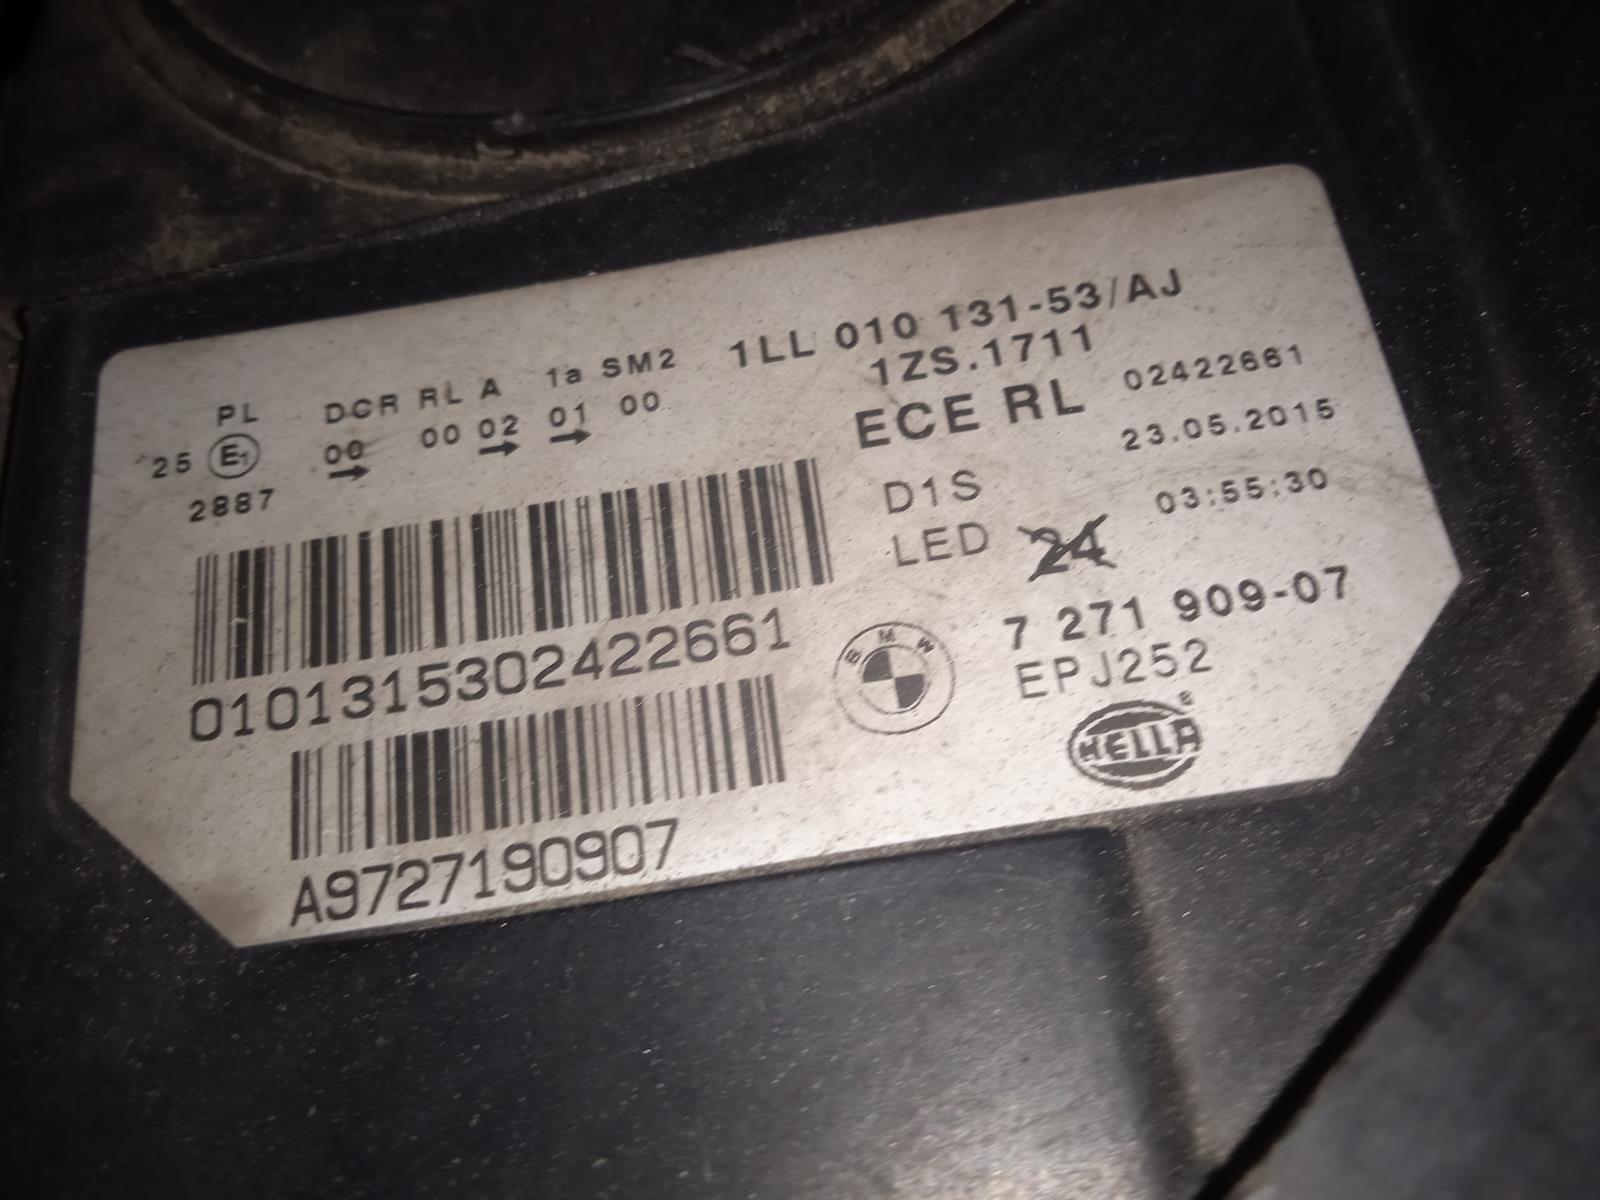 1LL 010 131-53/AJ
1ZS.1711
PL DCR RL A 1a SM2
25 E1 00 00 02 01 00
2887
ECE RL
02422661
23.05.2015
03:55:30
D1S
LED 24
0101315302422661
7 271 909-07
EPJ252
BMW
HELLA
A9727190907